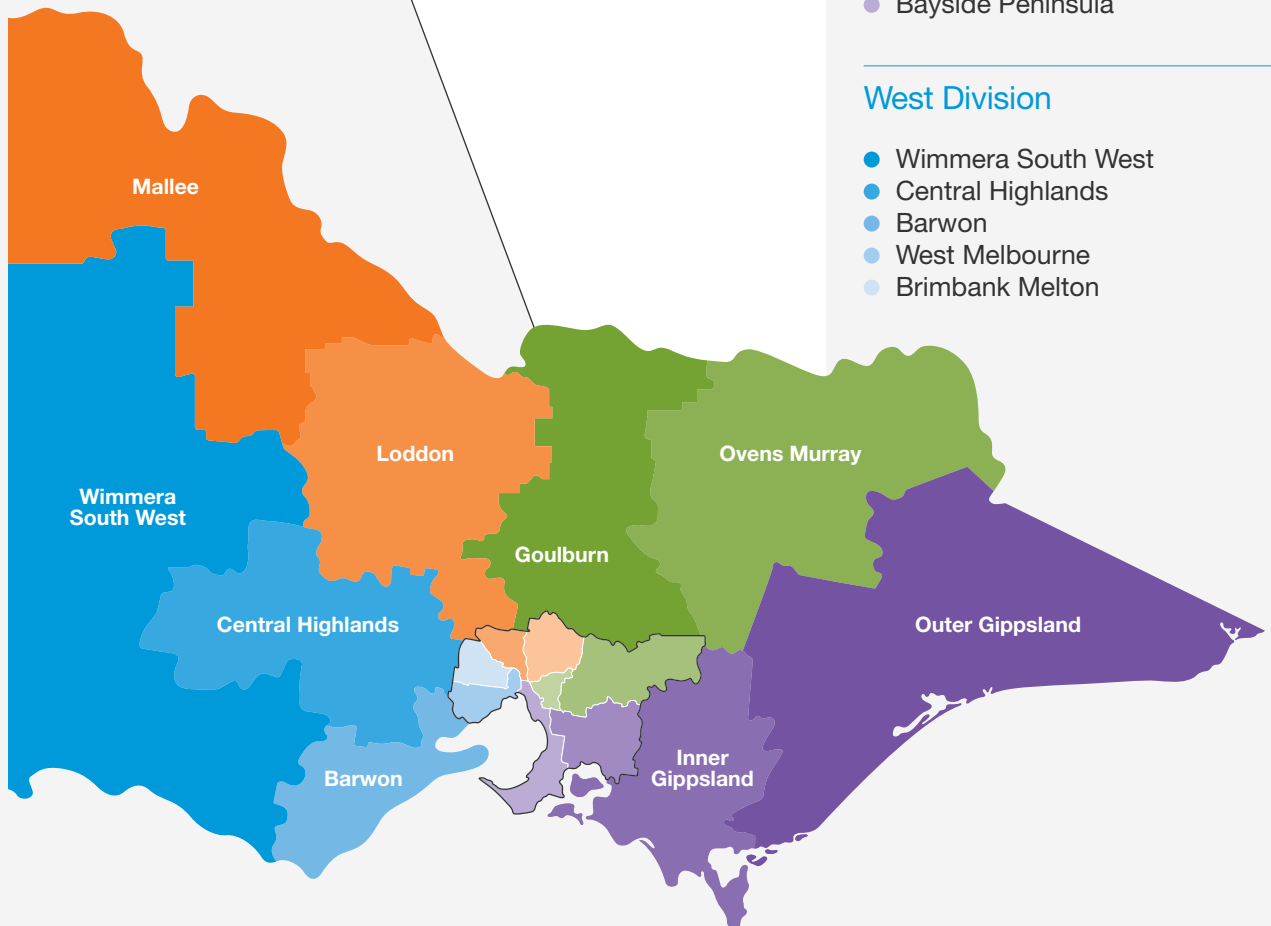 Bayside Peninsula
West Division
Wimmera South West
Central Highlands
Barwon
West Melbourne
Brimbank Melton
Mallee
Loddon
Ovens Murray
Wimmera
South West
Goulburn
Central Highlands
Outer Gippsland
Inner
Gippsland
Barwon